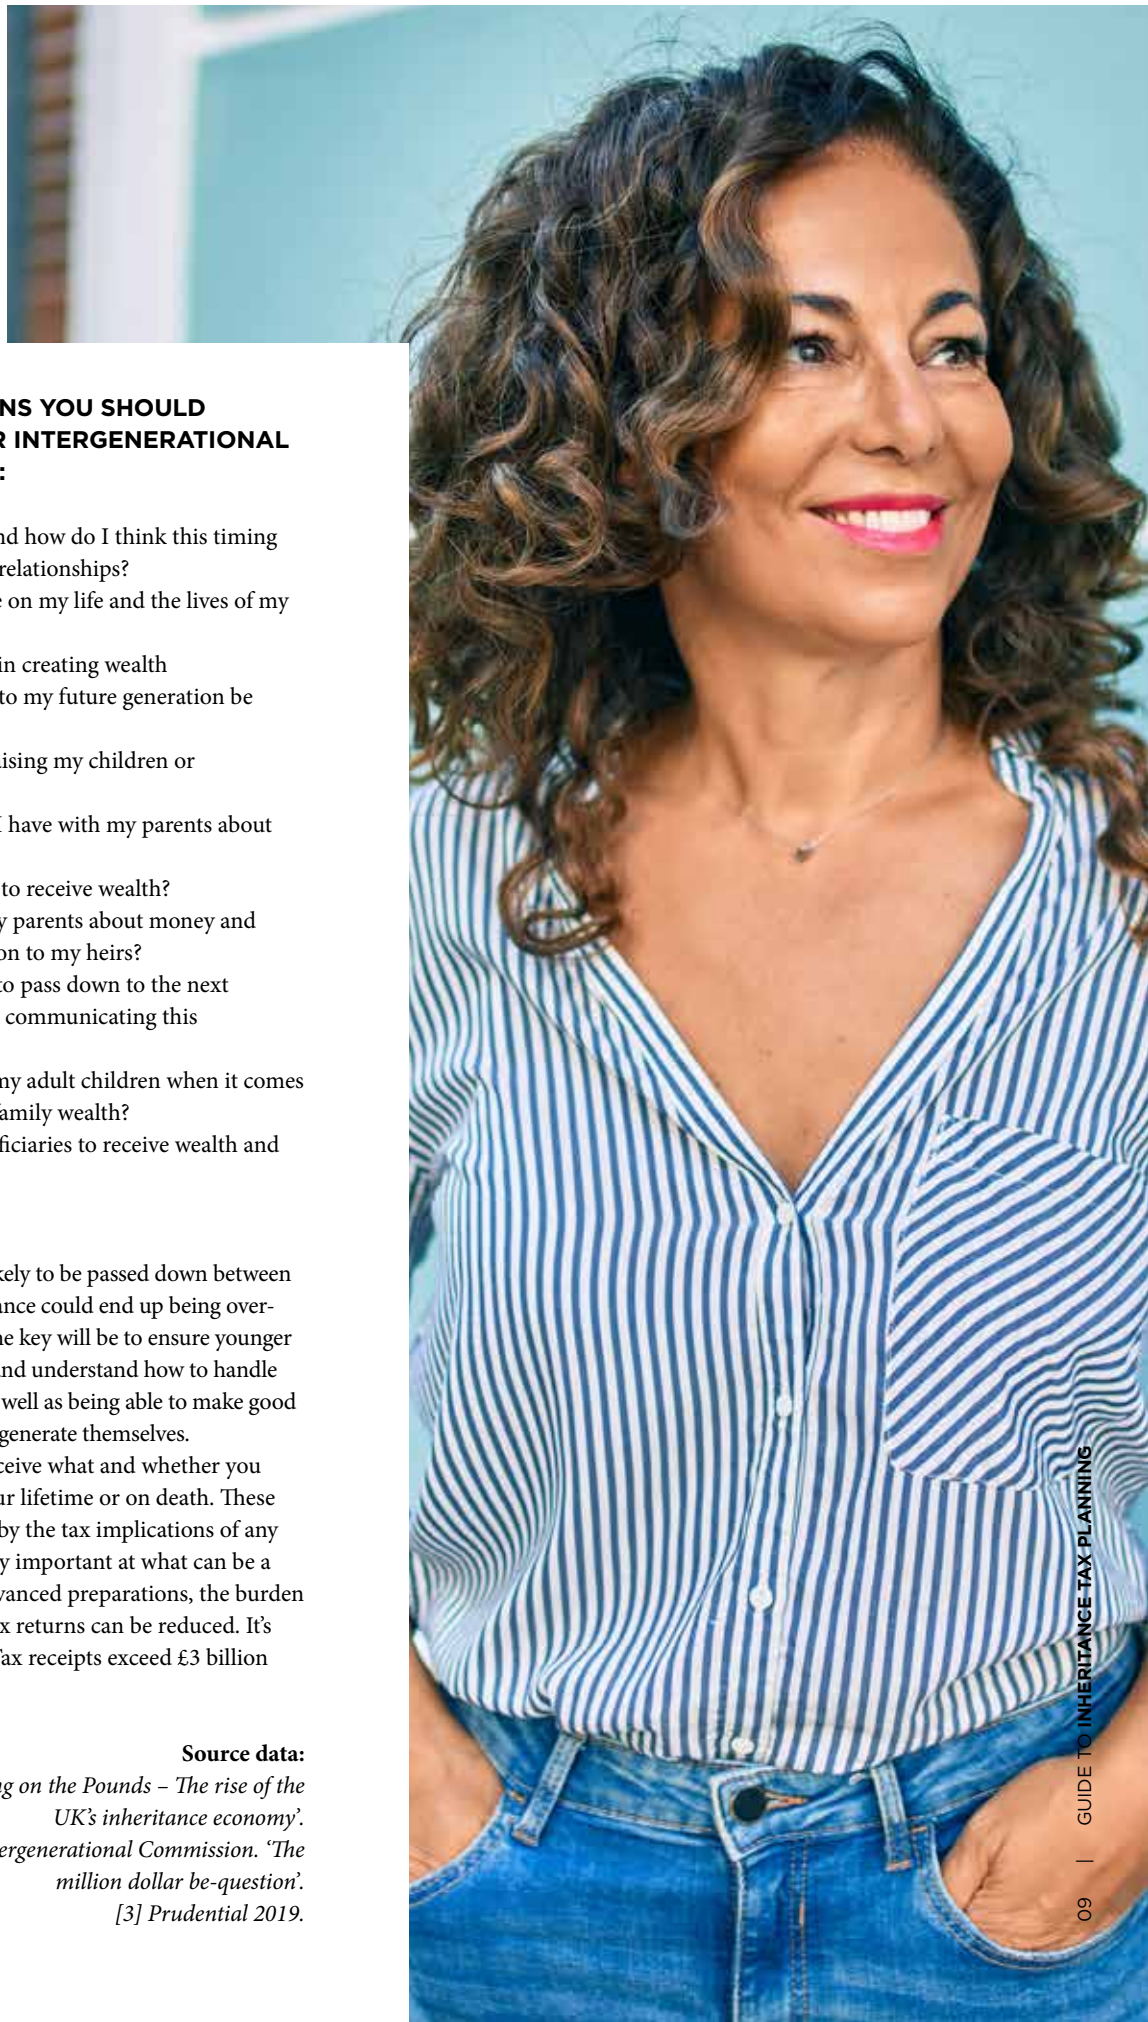 NS YOU SHOULD
R INTERGENERATIONAL
:
nd how do I think this timing
relationships?
e on my life and the lives of my
in creating wealth
to my future generation be
ising my children or
I have with my parents about
to receive wealth?
y parents about money and
on to my heirs?
to pass down to the next
communicating this
my adult children when it comes
family wealth?
ficiaries to receive wealth and
kely to be passed down between
ance could end up being over-
he key will be to ensure younger
and understand how to handle
well as being able to make good
generate themselves.
ceive what and whether you
ur lifetime or on death. These
by the tax implications of any
y important at what can be a
vanced preparations, the burden
x returns can be reduced. It’s
Tax receipts exceed £3 billion
Source data:
ng on the Pounds – The rise of the
UK’s inheritance economy’.
ergenerational Commission. ‘The
million dollar be-question’.
[3] Prudential 2019.
09 | GUIDE TO INHERITANCE TAX PLANNING